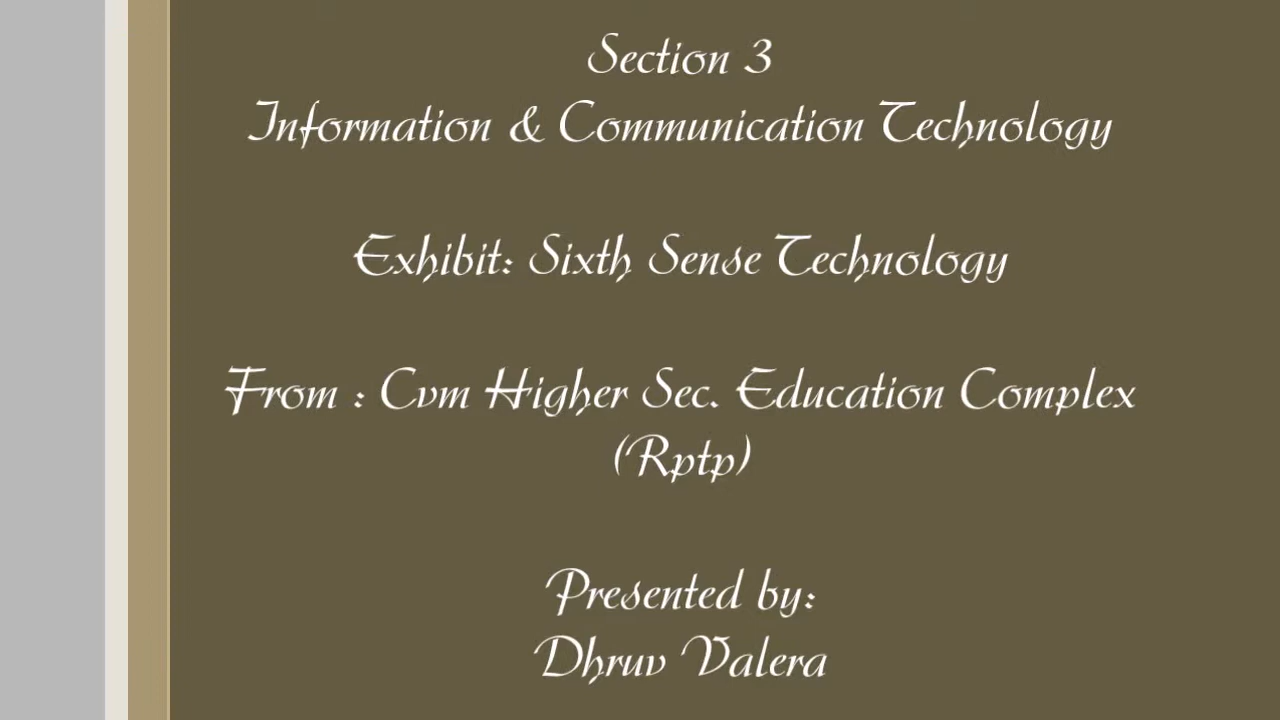 Section 3
Information & Communication Technology
Exhibit: Sixth Sense Technology
From : Cvm Higher Sec. Education Complex
(Rptp)
Presented by:
Dhruv Valera